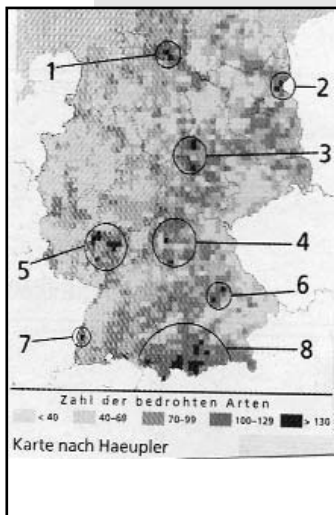 1
2
3
4
5
6
7
8
Zahl der bedrohten Arten
< 40 40–69 70–99 100–129 > 130
Karte nach Haeupler